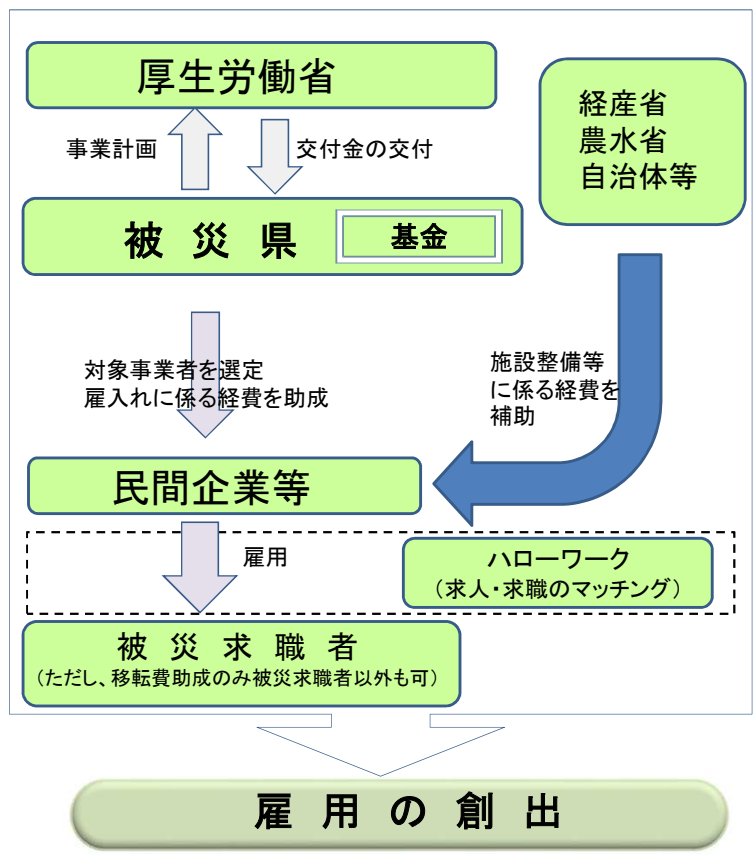 厚生労働省
経産省
農水省
自治体等
事業計画
交付金の交付
被災県
基金
対象事業者を選定
雇入れに係る経費を助成
施設整備等
に係る経費を
補助
民間企業等
雇用
ハローワーク
（求人・求職のマッチング）
被災求職者
（ただし、移転費助成のみ被災求職者以外も可）
雇用の創出